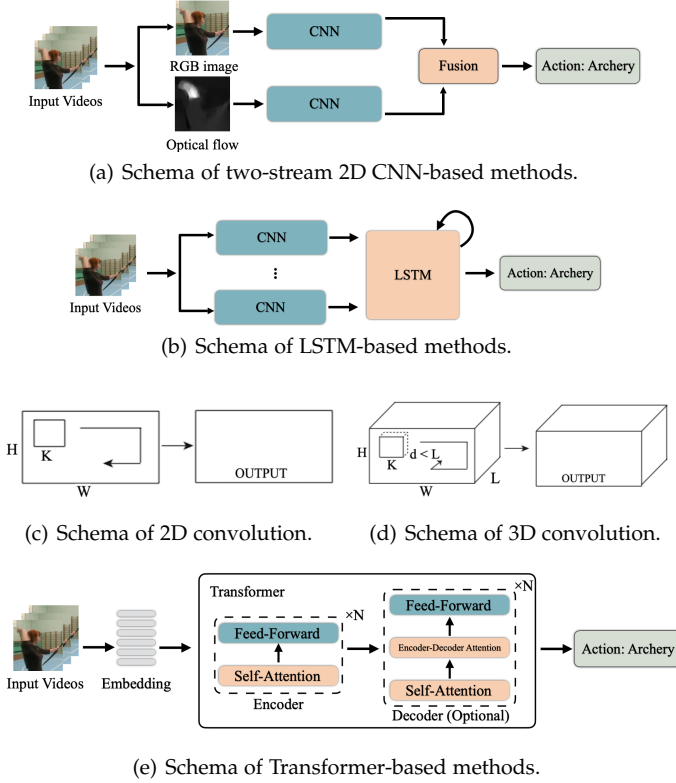 CNN
RGB image
Input Videos
Fusion
Action: Archery
CNN
Optical flow
(a) Schema of two-stream 2D CNN-based methods.
CNN
...
LSTM
Action: Archery
Input Videos
CNN
(b) Schema of LSTM-based methods.
H
K
W
OUTPUT
(c) Schema of 2D convolution.
H
K
d < L
W
L
OUTPUT
(d) Schema of 3D convolution.
Transformer
×N
Feed-Forward
Self-Attention
Encoder
×N
Feed-Forward
Encoder-Decoder Attention
Self-Attention
Decoder (Optional)
Input Videos
Embedding
Action: Archery
(e) Schema of Transformer-based methods.